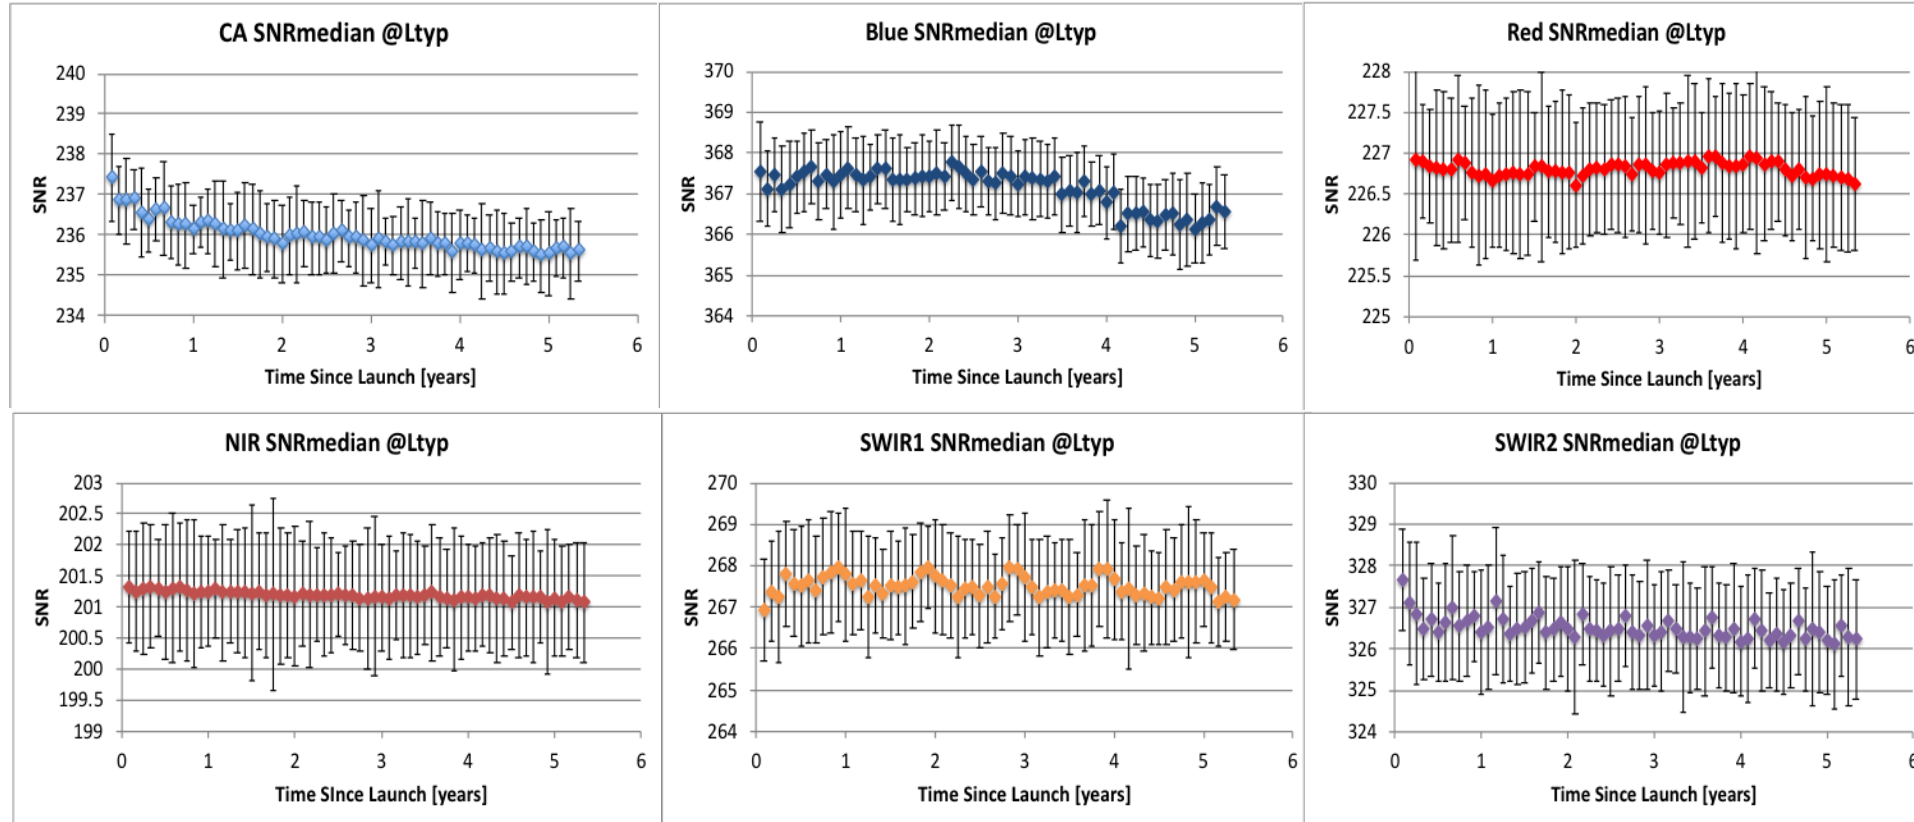 CA SNRmedian @Ltyp
240
239
238
237
236
235
234
SNR
0 1 2 3 4 5 6
Time Since Launch [years]
Blue SNRmedian @Ltyp
370
369
368
367
366
365
364
SNR
0 1 2 3 4 5 6
Time Since Launch [years]
Red SNRmedian @Ltyp
228
227.5
227
226.5
226
225.5
225
SNR
0 1 2 3 4 5 6
Time Since Launch [years]
NIR SNRmedian @Ltyp
203
202.5
202
201.5
201
200.5
200
199.5
199
SNR
0 1 2 3 4 5 6
Time SInce Launch [years]
SWIR1 SNRmedian @Ltyp
270
269
268
267
266
265
264
SNR
0 1 2 3 4 5 6
Time Since Launch [years]
SWIR2 SNRmedian @Ltyp
330
329
328
327
326
325
324
SNR
0 1 2 3 4 5 6
Time Since Launch [years]